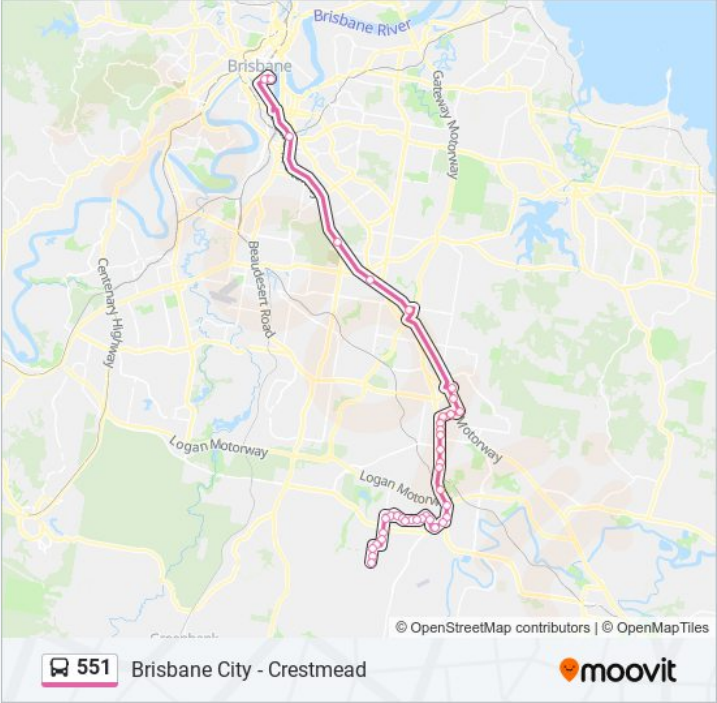 Brisbane River
Brisbane
Gateway Motorway
Beaudesert Road
Centenary Highway
Motorway
Logan Motorway
Logan Motorw
© OpenStreetMap contributors | © OpenMapTiles
551 Brisbane City - Crestmead
moovit